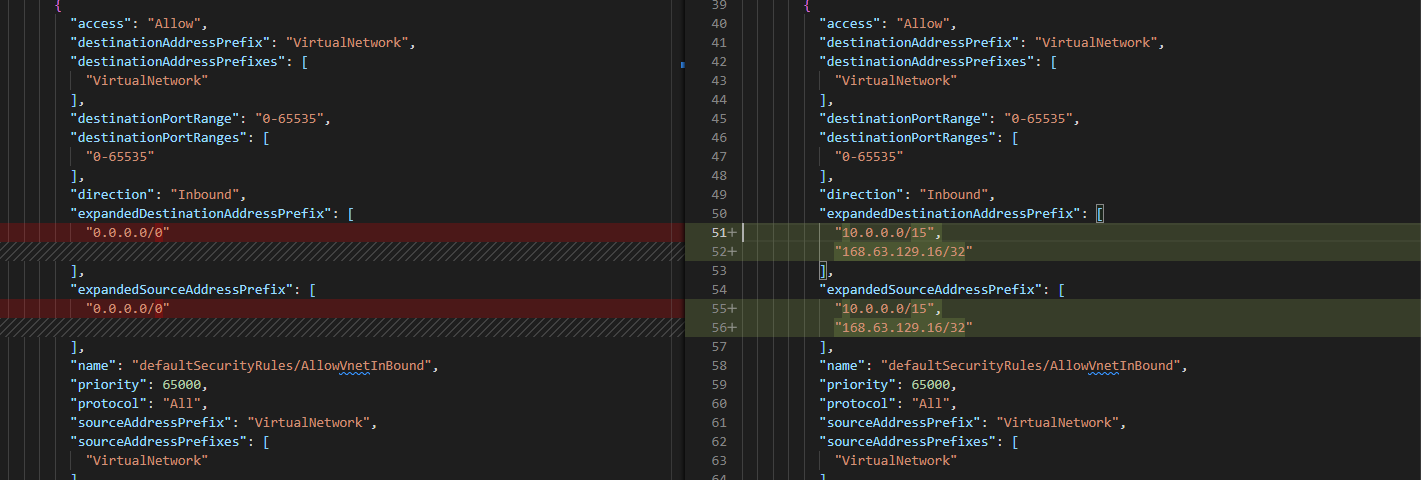 {
"access": "Allow",
"destinationAddressPrefix": "VirtualNetwork",
"destinationAddressPrefixes": [
"VirtualNetwork"
],
"destinationPortRange": "0-65535",
"destinationPortRanges": [
"0-65535"
],
"direction": "Inbound",
"expandedDestinationAddressPrefix": [
"0.0.0.0/0"
],
"expandedSourceAddressPrefix": [
"0.0.0.0/0"
],
"name": "defaultSecurityRules/AllowVnetInBound",
"priority": 65000,
"protocol": "All",
"sourceAddressPrefix": "VirtualNetwork",
"sourceAddressPrefixes": [
"VirtualNetwork"
]
39 {
40 "access": "Allow",
41 "destinationAddressPrefix": "VirtualNetwork",
42 "destinationAddressPrefixes": [
43 "VirtualNetwork"
44 ],
45 "destinationPortRange": "0-65535",
46 "destinationPortRanges": [
47 "0-65535"
48 ],
49 "direction": "Inbound",
50 "expandedDestinationAddressPrefix": [
51+ "10.0.0.0/15",
52+ "168.63.129.16/32"
53 ],
54 "expandedSourceAddressPrefix": [
55+ "10.0.0.0/15",
56+ "168.63.129.16/32"
57 ],
58 "name": "defaultSecurityRules/AllowVnetInBound",
59 "priority": 65000,
60 "protocol": "All",
61 "sourceAddressPrefix": "VirtualNetwork",
62 "sourceAddressPrefixes": [
63 "VirtualNetwork"
64 ]